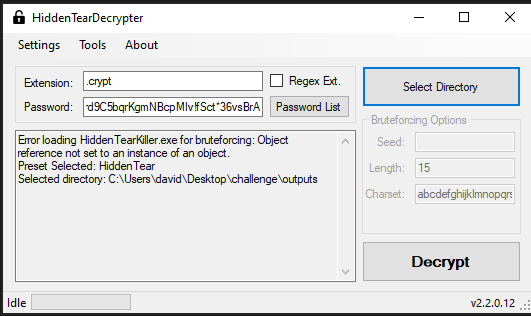 HiddenTearDecrypter
Settings Tools About
Extension: .crypt Regex Ext.
Password: Password List
Error loading HiddenTearKiller.exe for bruteforcing: Object
reference not set to an instance of an object.
Preset Selected: HiddenTear
Selected directory: C:\Users\david\Desktop\challenge\outputs
Select Directory
Bruteforcing Options
Seed:
Length: 15
Charset: abcdefghijklmnopqrs
Decrypt
Idle
v2.2.0.12